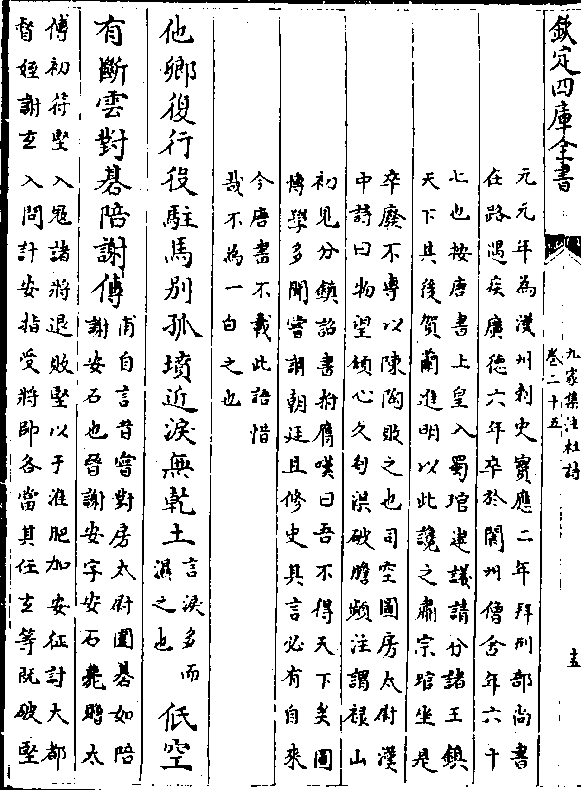 欽定四庫全書
九家集注杜詩
卷二十五
十五
元元年為漢州刺史寶應二年拜刑部尚書
在路遇疾廣德六年卒於閬州僧舍年六十
七也按唐書上皇入蜀琯建議請分諸王鎮
天下其後賀蘭進明以此讒之肅宗琯坐是
卒廢不專以陳陶敗之也司空圖房太尉漢
中詩曰物望傾心久匈渠破膽頻注謂禄山
初見分鎮詔書拊膺嘆曰吾不得天下矣圖
博學多聞嘗謂朝廷且修史其言必有自來
今唐書不載此語惜
哉不為一白之也
他鄉復行役駐馬別孤墳近淚無乾土
言淚多而
濕之也
低空
有斷雲對碁陪謝傅
甫自言昔嘗對房太尉圍碁如陪
謝安石也晉謝安字安石薨贈太
傅初苻堅入冦諸將退敗堅以于淮肥加安征討大都
督姪謝玄入問計安指受將帥各當其任玄等既破堅